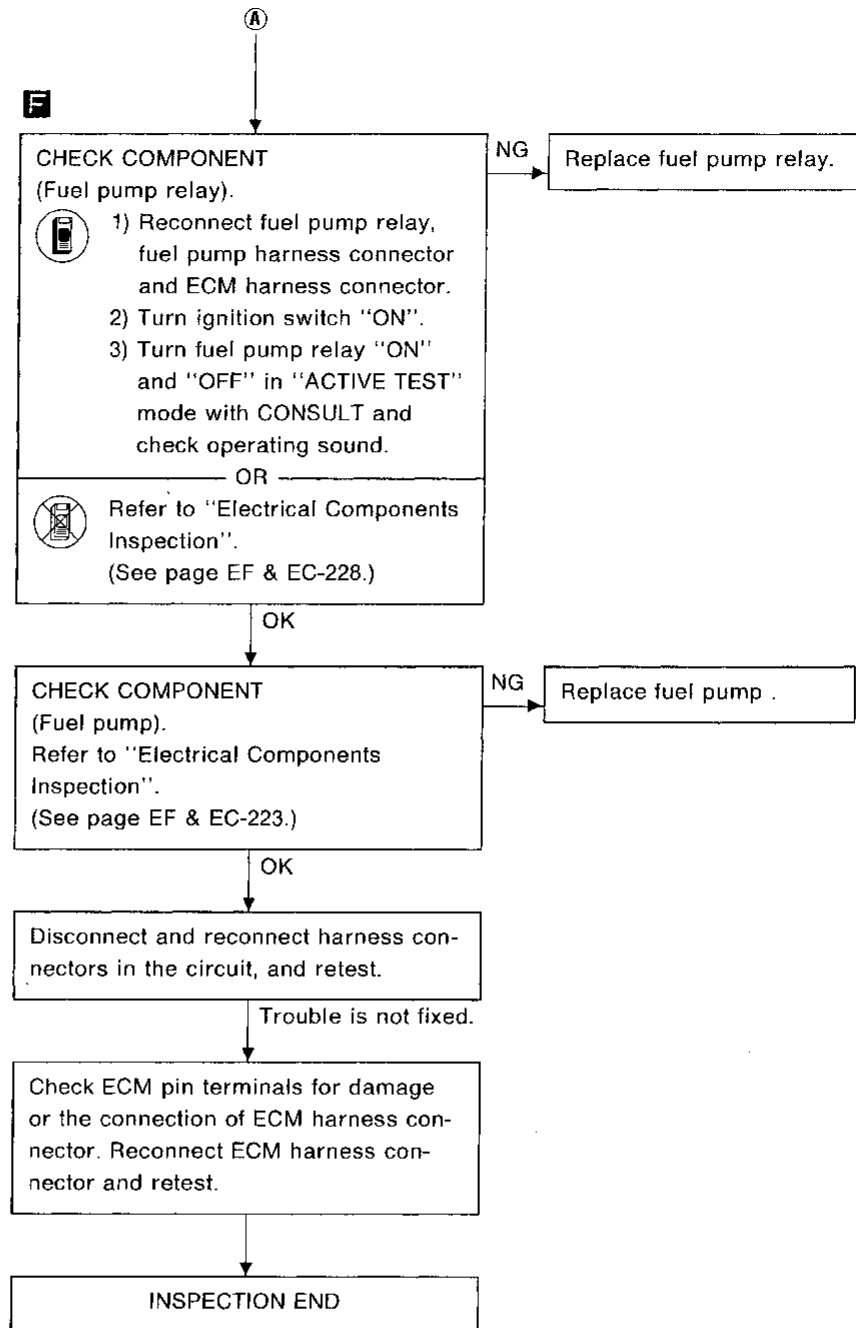 A
F
CHECK COMPONENT
(Fuel pump relay).
1) Reconnect fuel pump relay,
fuel pump harness connector
and ECM harness connector.
2) Turn ignition switch "ON".
3) Turn fuel pump relay "ON"
and "OFF" in "ACTIVE TEST"
mode with CONSULT and
check operating sound.
OR
Refer to "Electrical Components
Inspection".
(See page EF & EC-228.)
NG
Replace fuel pump relay.
OK
CHECK COMPONENT
(Fuel pump).
Refer to "Electrical Components
Inspection".
(See page EF & EC-223.)
NG
Replace fuel pump .
OK
Disconnect and reconnect harness con-
nectors in the circuit, and retest.
Trouble is not fixed.
Check ECM pin terminals for damage
or the connection of ECM harness con-
nector. Reconnect ECM harness con-
nector and retest.
INSPECTION END